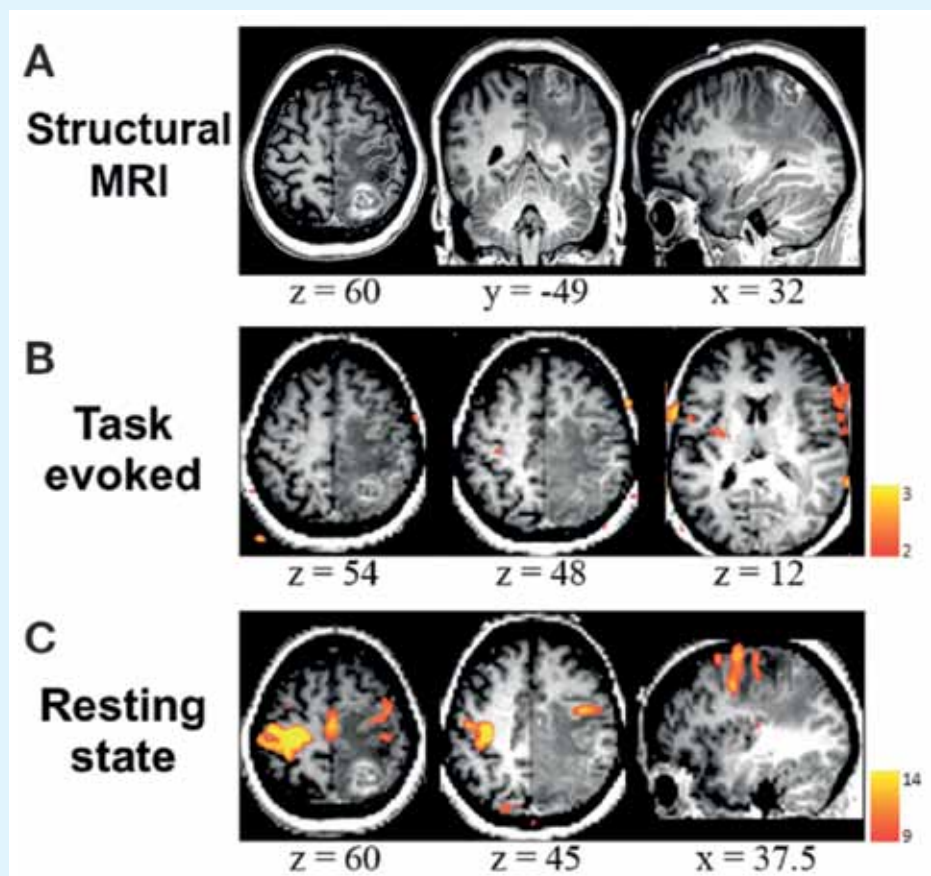 A
Structural
MRI
z = 60 y = -49 x = 32
B
Task
evoked
3
2
z = 54 z = 48 z = 12
C
Resting
state
14
9
z = 60 z = 45 x = 37.5